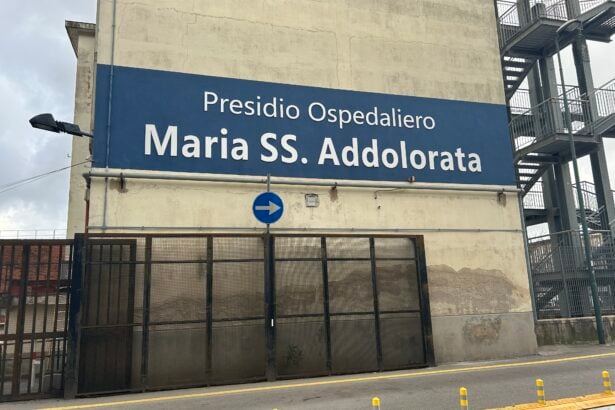 Presidio Ospedaliero
Maria SS. Addolorata